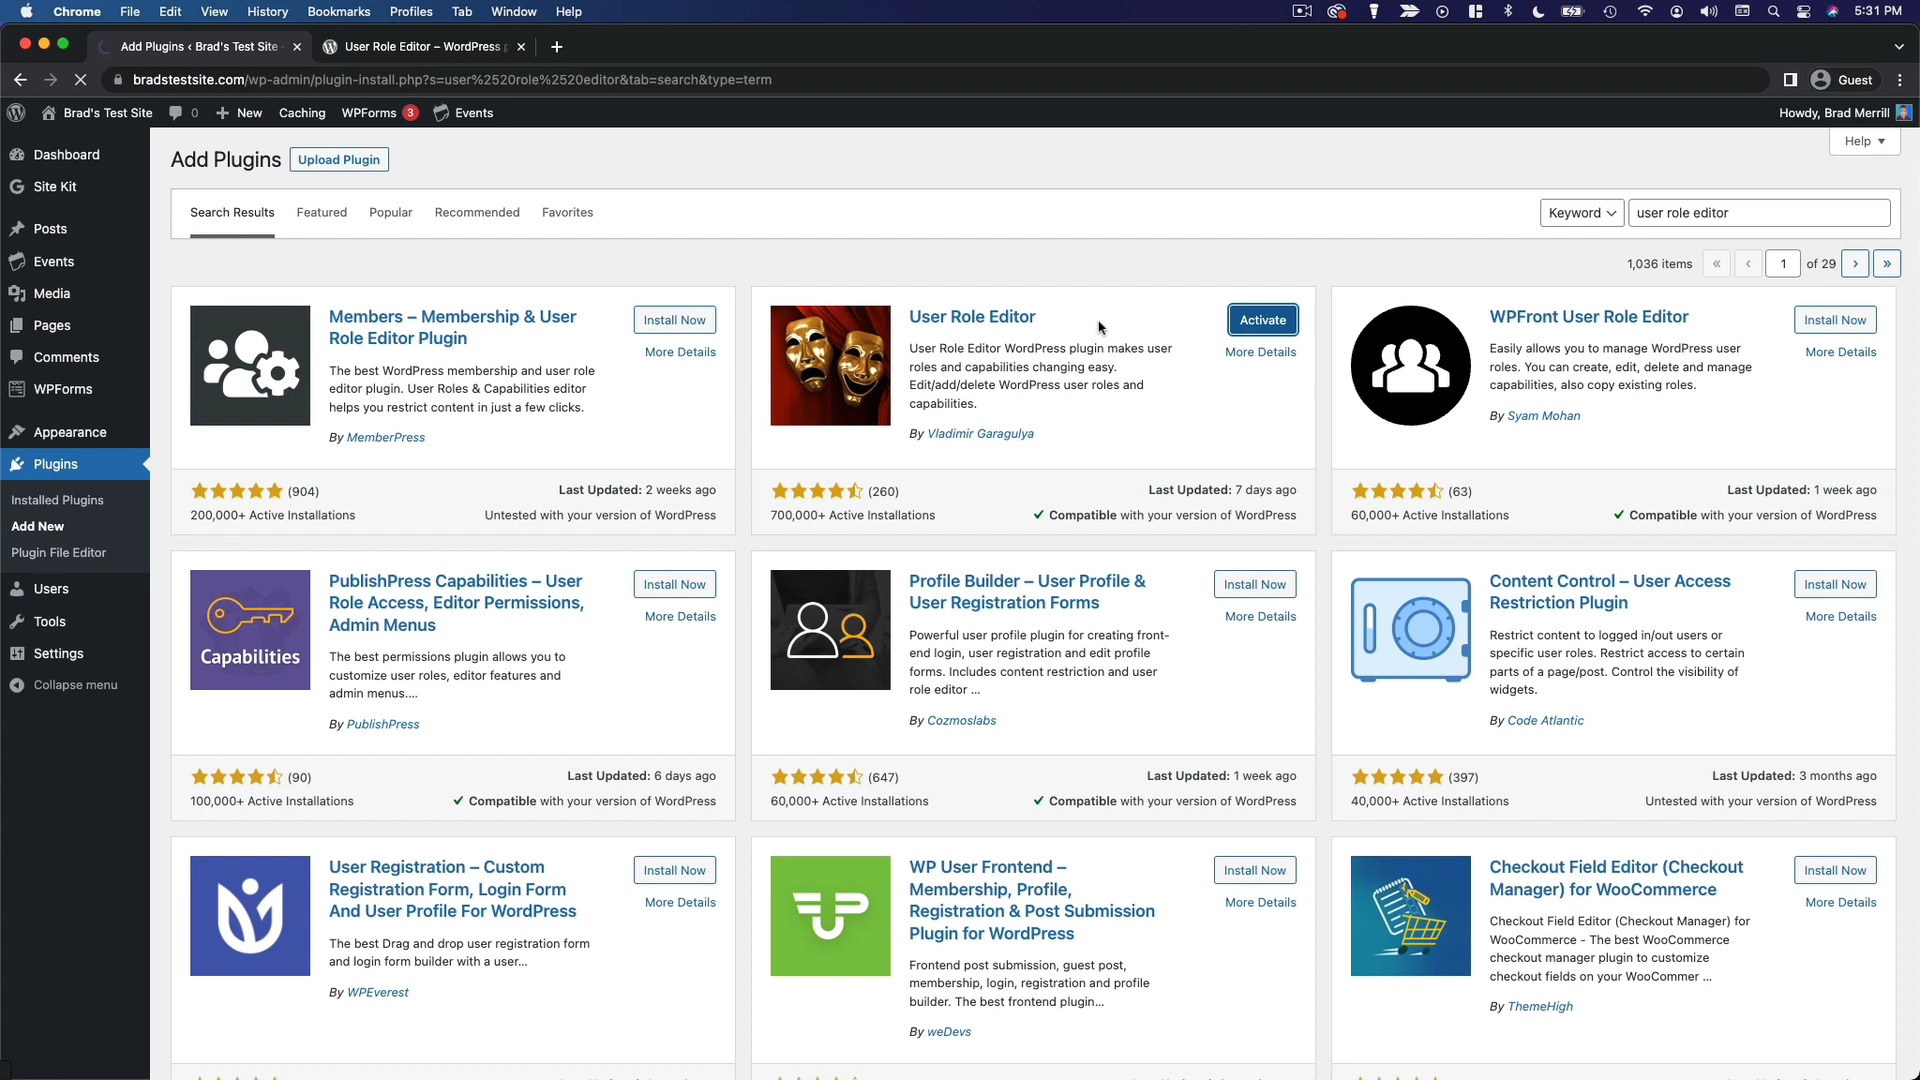 Chrome File Edit View History Bookmarks Profiles Tab Window Help 5:31 PM
Add Plugins ‹ Brad's Test Site - User Role Editor – WordPress p
bradstestsite.com/wp-admin/plugin-install.php?s=user%2520role%2520editor&tab=search&type=term Guest
Brad's Test Site 0 New Caching WPForms 3 Events Howdy, Brad Merrill
Dashboard
Site Kit
Posts
Events
Media
Pages
Comments
WPForms
Appearance
Plugins
Installed Plugins
Add New
Plugin File Editor
Users
Tools
Settings
Collapse menu
Add Plugins Upload Plugin Help
Search Results Featured Popular Recommended Favorites Keyword user role editor
1,036 items « ‹ 1 of 29 › »
Members – Membership & User
Role Editor Plugin
Install Now
More Details
The best WordPress membership and user role
editor plugin. User Roles & Capabilities editor
helps you restrict content in just a few clicks.
By MemberPress
(904) Last Updated: 2 weeks ago
200,000+ Active Installations Untested with your version of WordPress
User Role Editor
Activate
More Details
User Role Editor WordPress plugin makes user
roles and capabilities changing easy.
Edit/add/delete WordPress user roles and
capabilities.
By Vladimir Garagulya
(260) Last Updated: 7 days ago
700,000+ Active Installations ✓ Compatible with your version of WordPress
WPFront User Role Editor
Install Now
More Details
Easily allows you to manage WordPress user
roles. You can create, edit, delete and manage
capabilities, also copy existing roles.
By Syam Mohan
(63) Last Updated: 1 week ago
60,000+ Active Installations ✓ Compatible with your version of WordPress
Capabilities
PublishPress Capabilities – User
Role Access, Editor Permissions,
Admin Menus
Install Now
More Details
The best permissions plugin allows you to
customize user roles, editor features and
admin menus....
By PublishPress
(90) Last Updated: 6 days ago
100,000+ Active Installations ✓ Compatible with your version of WordPress
Profile Builder – User Profile &
User Registration Forms
Install Now
More Details
Powerful user profile plugin for creating front-
end login, user registration and edit profile
forms. Includes content restriction and user
role editor ...
By Cozmoslabs
(647) Last Updated: 1 week ago
60,000+ Active Installations ✓ Compatible with your version of WordPress
Content Control – User Access
Restriction Plugin
Install Now
More Details
Restrict content to logged in/out users or
specific user roles. Restrict access to certain
parts of a page/post. Control the visibility of
widgets.
By Code Atlantic
(397) Last Updated: 3 months ago
40,000+ Active Installations Untested with your version of WordPress
User Registration – Custom
Registration Form, Login Form
And User Profile For WordPress
Install Now
More Details
The best Drag and drop user registration form
and login form builder with a user...
By WPEverest
WP User Frontend –
Membership, Profile,
Registration & Post Submission
Plugin for WordPress
Install Now
More Details
Frontend post submission, guest post,
membership, login, registration and profile
builder. The best frontend plugin...
By weDevs
Checkout Field Editor (Checkout
Manager) for WooCommerce
Install Now
More Details
Checkout Field Editor (Checkout Manager) for
WooCommerce - The best WooCommerce
checkout manager plugin to customize
checkout fields on your WooCommer ...
By ThemeHigh